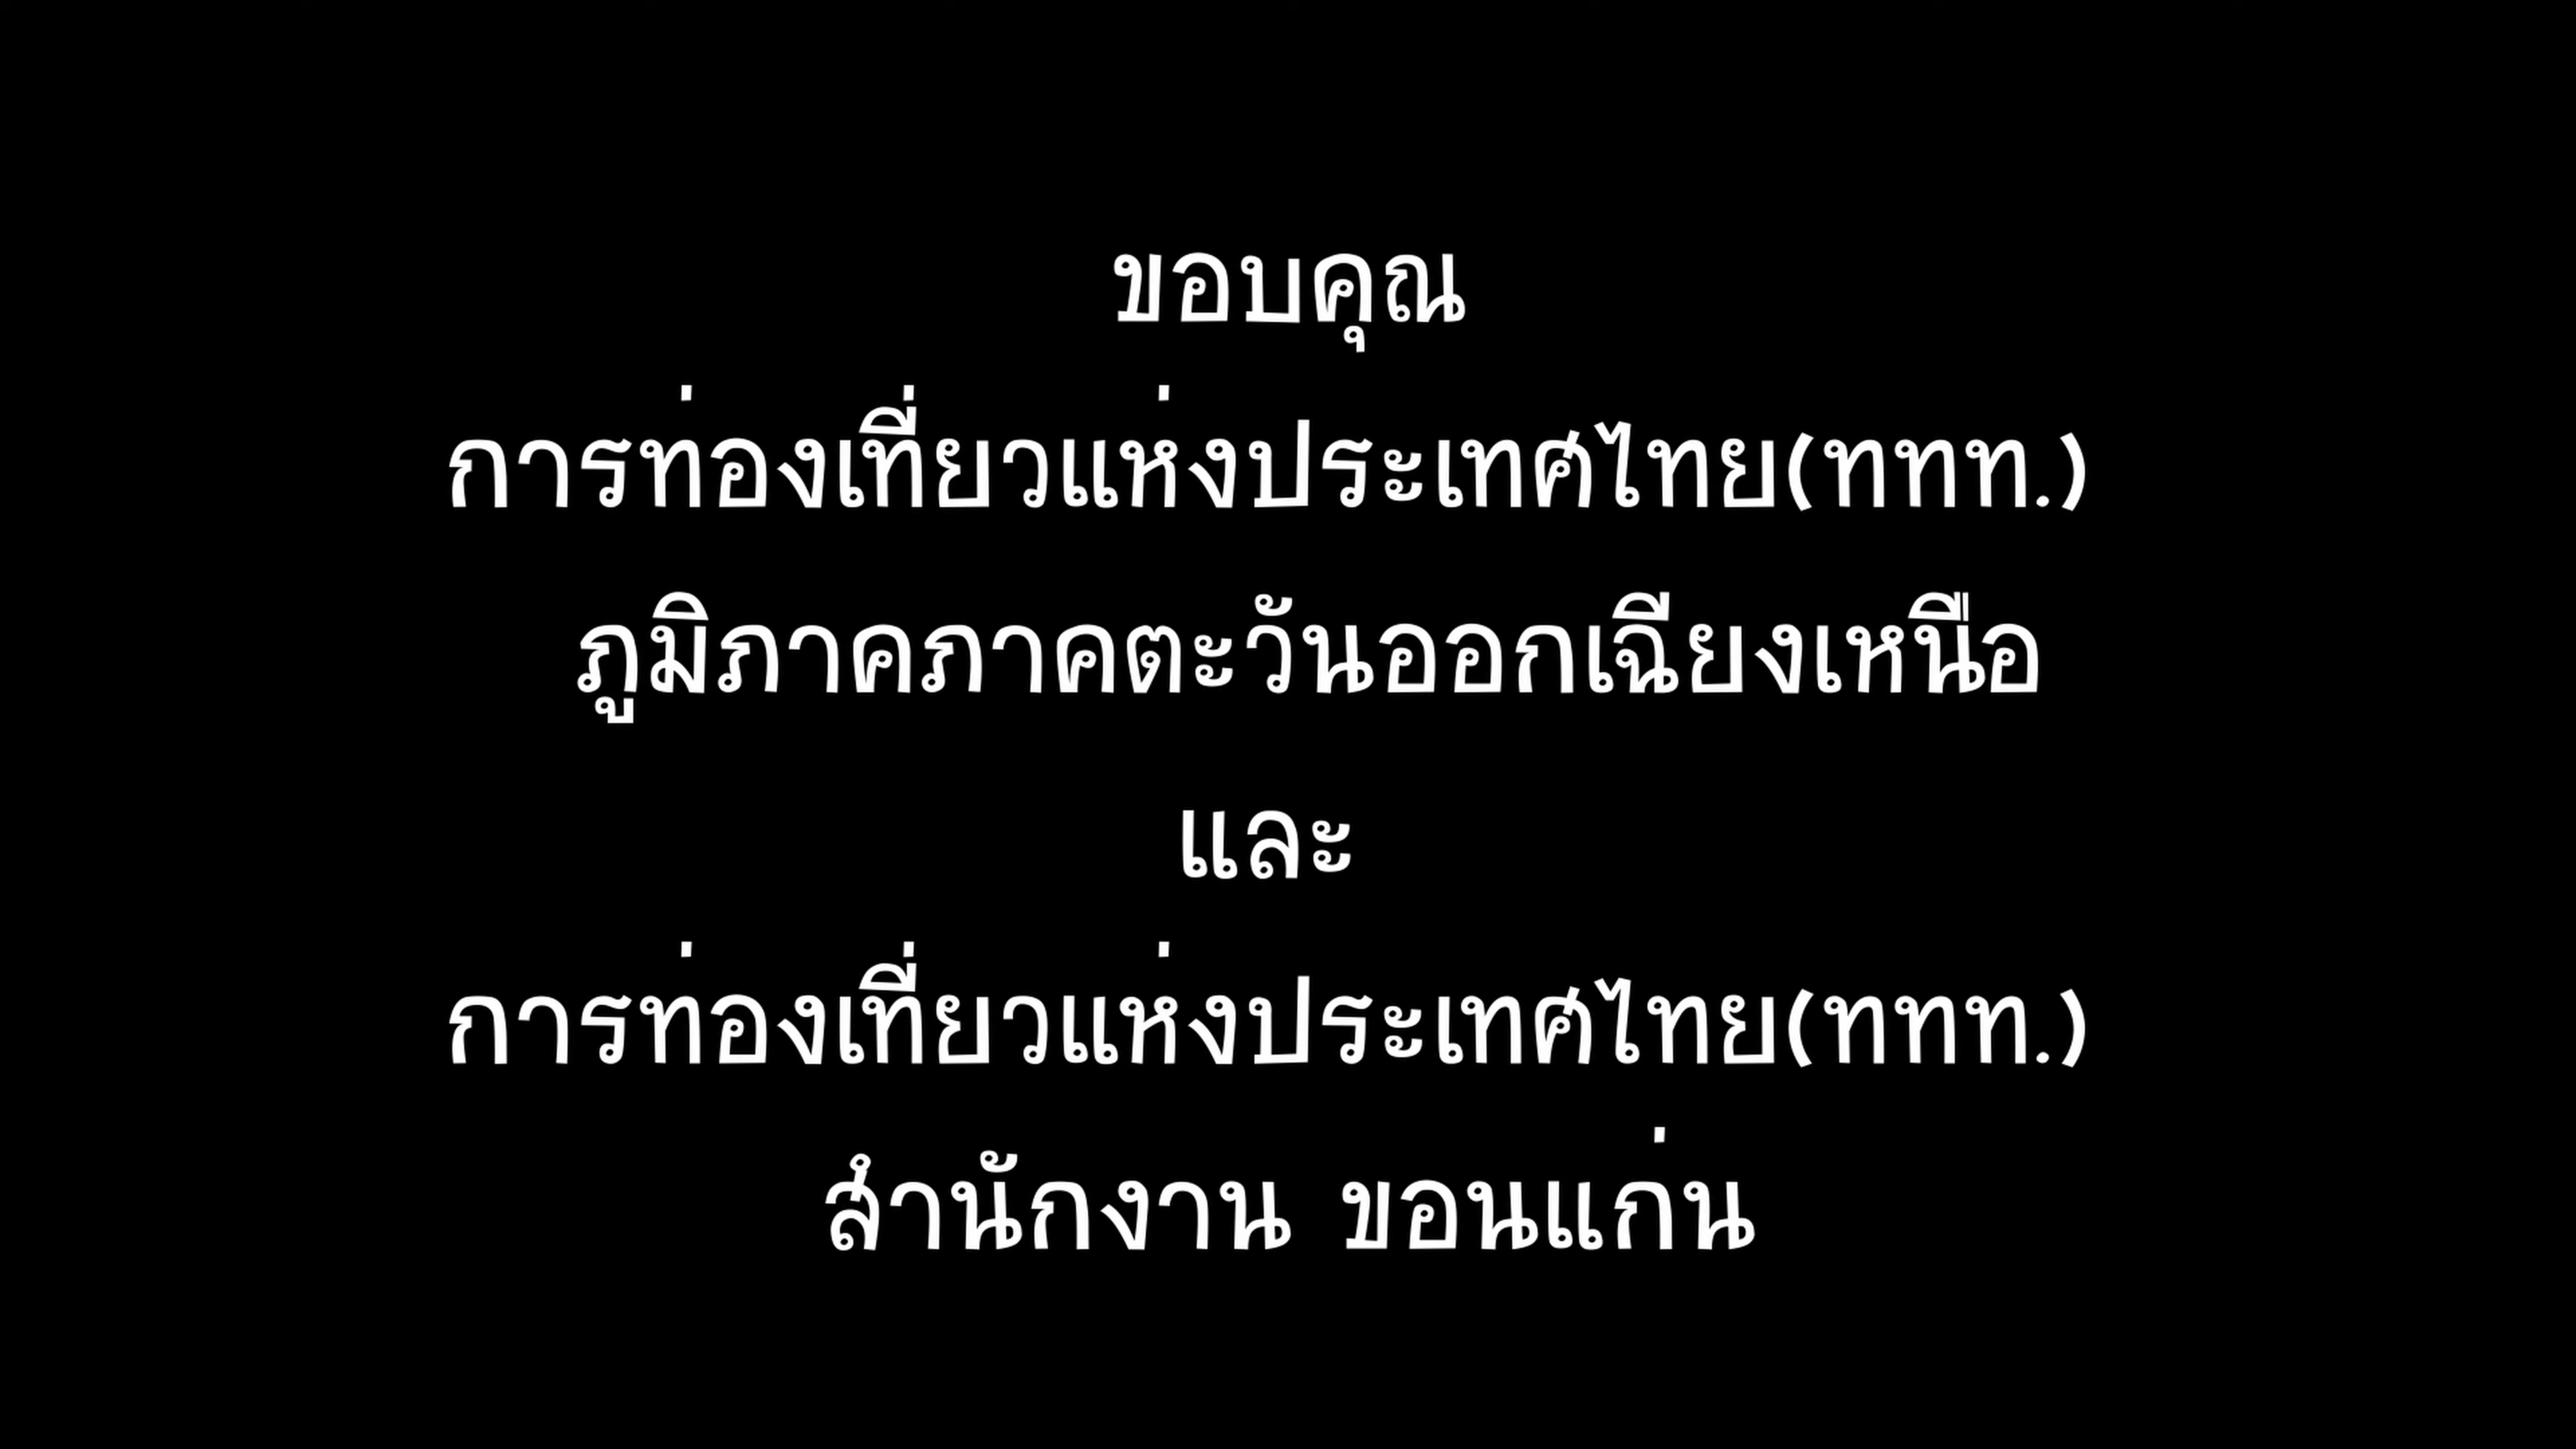 ขอบคุณ
การท่องเที่ยวแห่งประเทศไทย(ททท.)
ภูมิภาคภาคตะวันออกเฉียงเหนือ
และ
การท่องเที่ยวแห่งประเทศไทย(ททท.)
สำนักงาน ขอนแก่น